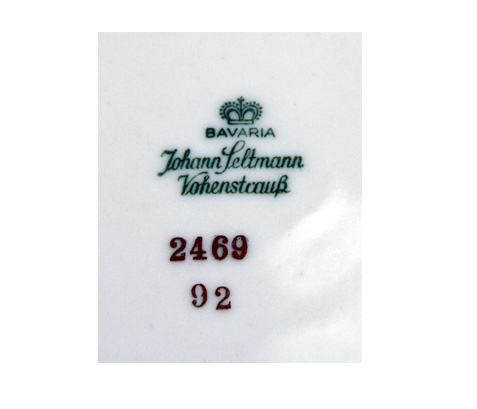 BAVARIA
Johann Seltmann
Vohenstrauß
2469
92